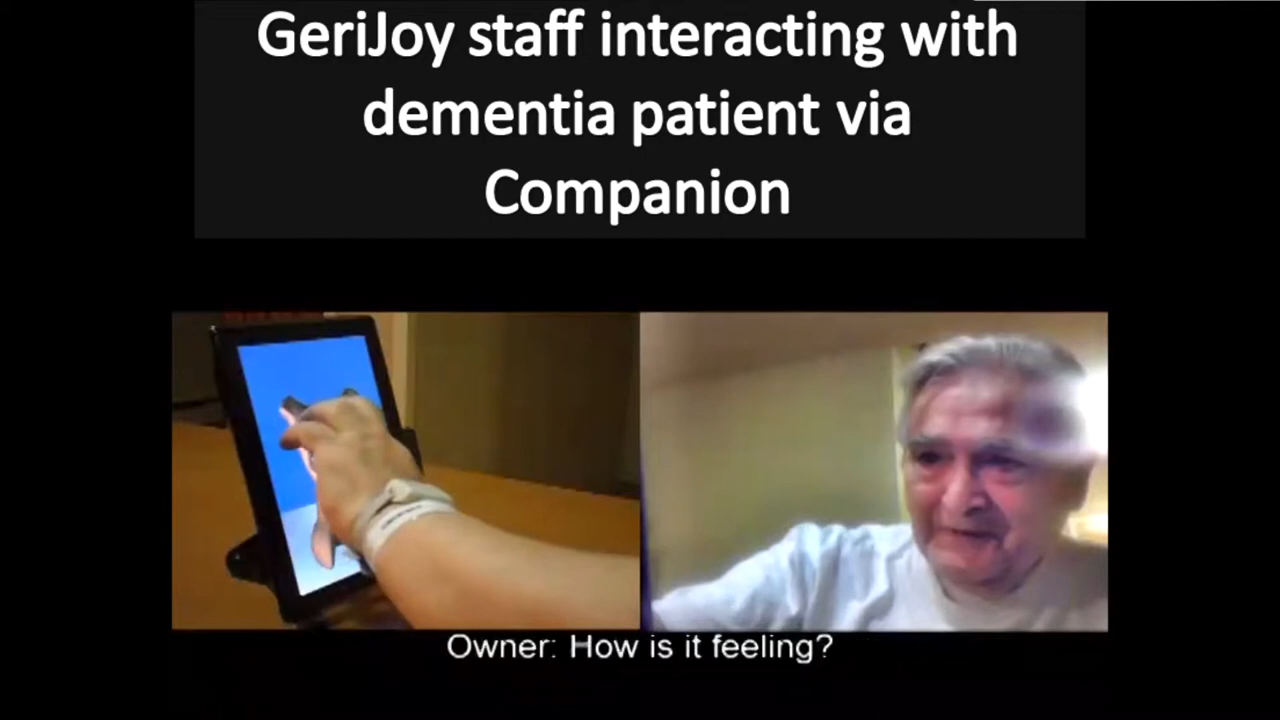 GeriJoy staff interacting with
dementia patient via
Companion
Owner: How is it feeling?